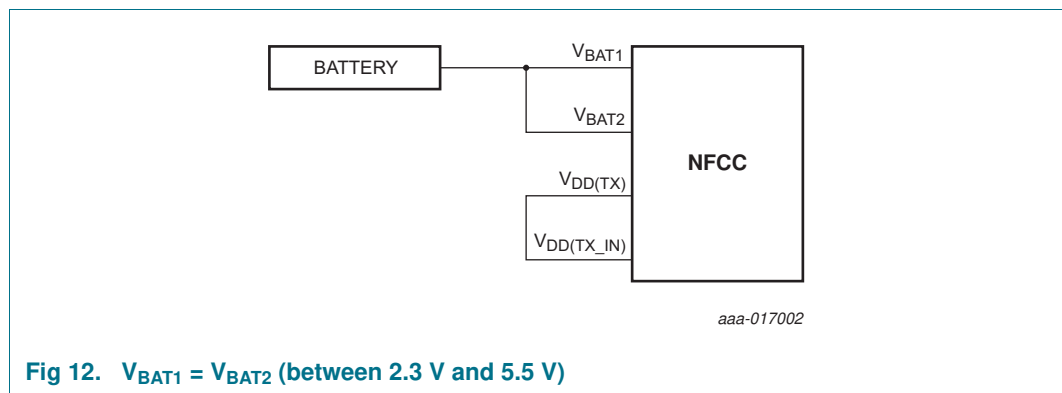 BATTERY
VBAT1
VBAT2
NFCC
VDD(TX)
VDD(TX_IN)
aaa-017002
Fig 12. VBAT1 = VBAT2 (between 2.3 V and 5.5 V)